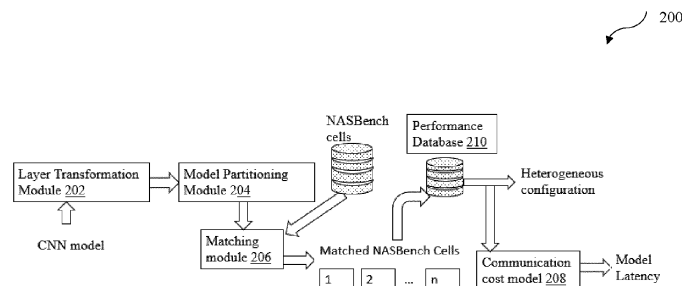 200
NASBench
cells
Performance
Database 210
Layer Transformation
Module 202
Model Partitioning
Module 204
Heterogeneous
configuration
CNN model
Matching
module 206
Matched NASBench Cells
1 2 ... n
Communication
cost model 208
Model
Latency